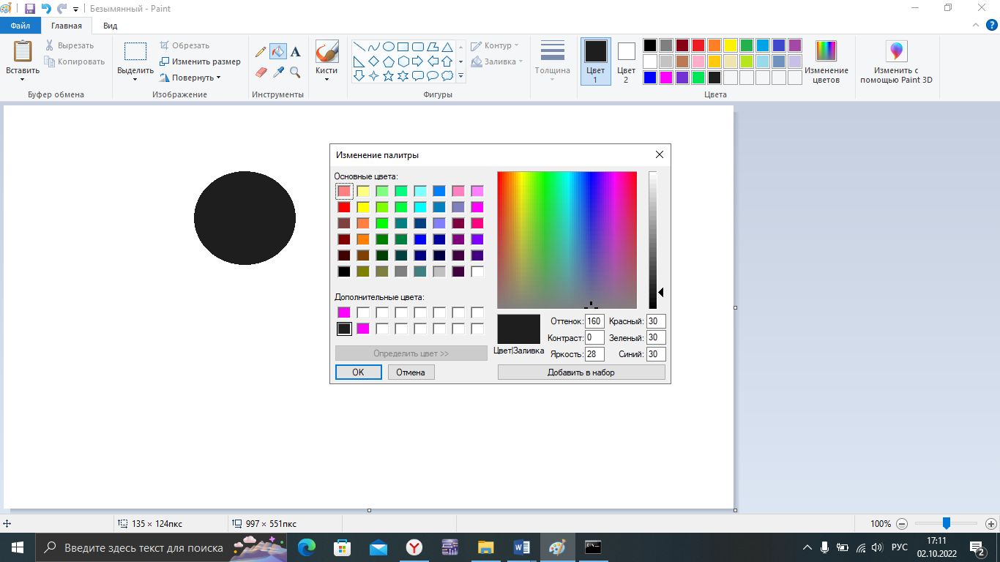 Безымянный - Paint
Файл Главная Вид
Вставить
Вырезать
Копировать
Буфер обмена
Выделить
Обрезать
Изменить размер
Повернуть
Изображение
A
Инструменты
Кисти
Контур
Заливка
Фигуры
Толщина
Цвет 1
Цвет 2
Изменение цветов
Цвета
Изменить с помощью Paint 3D
Изменение палитры
Основные цвета:
Дополнительные цвета:
Определить цвет >>
OK Отмена
Цвет|Заливка
Оттенок: 160 Красный: 30
Контраст: 0 Зеленый: 30
Яркость: 28 Синий: 30
Добавить в набор
135 × 124пкс 997 × 551пкс 100%
Введите здесь текст для поиска
РУС
17:11
02.10.2022
2